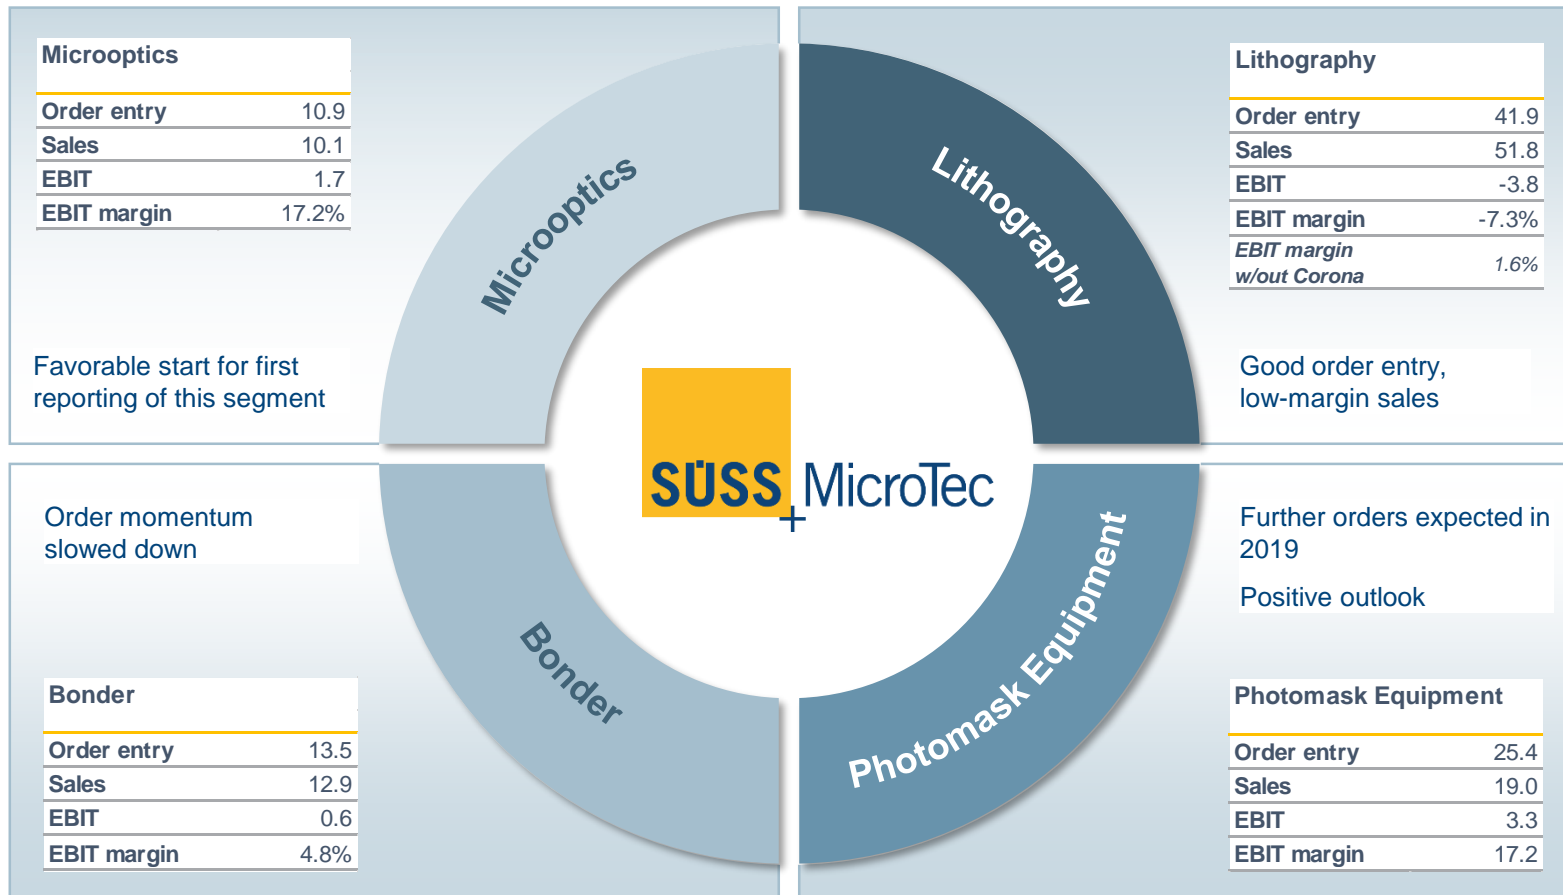 Microoptics
Order entry 10.9
Sales 10.1
EBIT 1.7
EBIT margin 17.2%
Favorable start for first
reporting of this segment
Lithography
Order entry 41.9
Sales 51.8
EBIT -3.8
EBIT margin -7.3%
EBIT margin
w/out Corona 1.6%
Good order entry,
low-margin sales
Microoptics
Lithography
SÜSS MicroTec
+
Bonder
Photomask Equipment
Order momentum
slowed down
Bonder
Order entry 13.5
Sales 12.9
EBIT 0.6
EBIT margin 4.8%
Further orders expected in
2019
Positive outlook
Photomask Equipment
Order entry 25.4
Sales 19.0
EBIT 3.3
EBIT margin 17.2